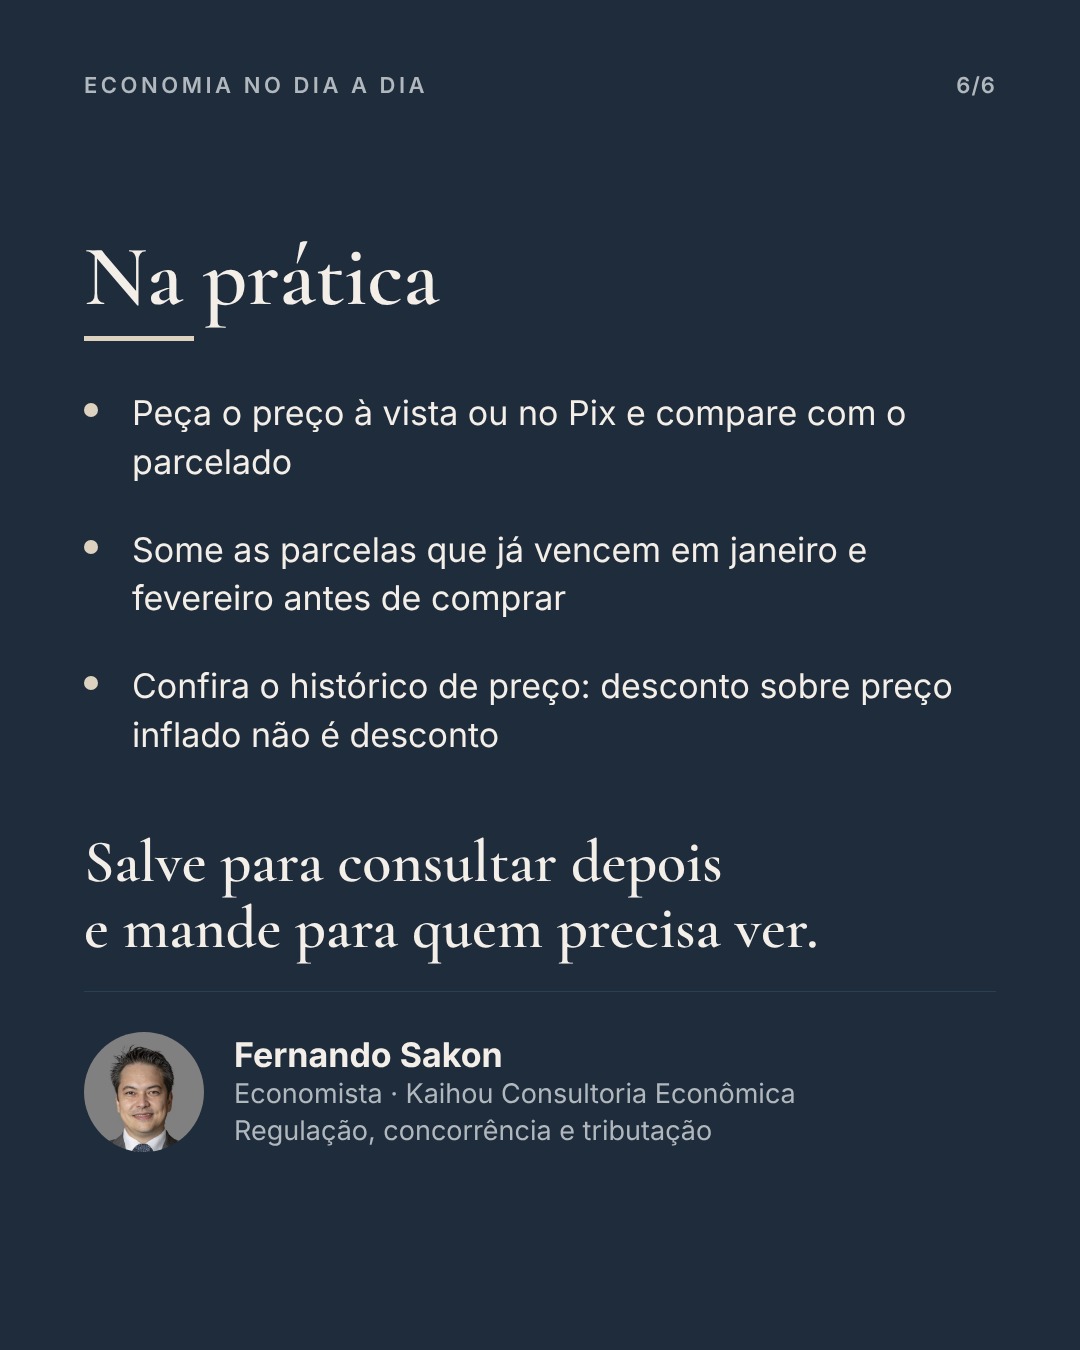 ECONOMIA NO DIA A DIA
6/6
Na prática
Peça o preço à vista ou no Pix e compare com o
parcelado
Some as parcelas que já vencem em janeiro e
fevereiro antes de comprar
Confira o histórico de preço: desconto sobre preço
inflado não é desconto
Salve para consultar depois
e mande para quem precisa ver.
Fernando Sakon
Economista · Kaihou Consultoria Econômica
Regulação, concorrência e tributação